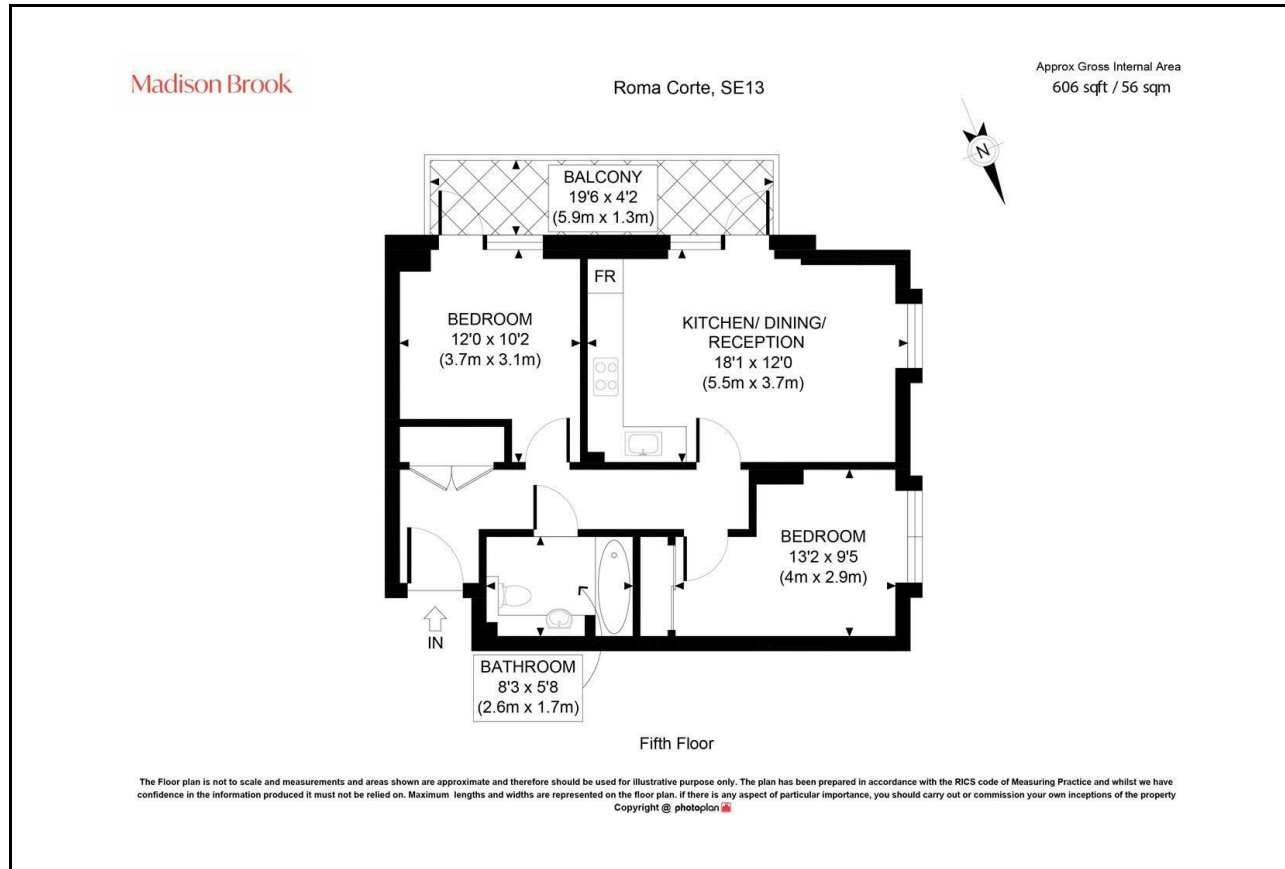 Madison Brook
Roma Corte, SE13
Approx Gross Internal Area
606 sqft / 56 sqm
N
BALCONY
19'6 x 4'2
(5.9m x 1.3m)
FR
BEDROOM
12'0 x 10'2
(3.7m x 3.1m)
KITCHEN/ DINING/
RECEPTION
18'1 x 12'0
(5.5m x 3.7m)
BEDROOM
13'2 x 9'5
(4m x 2.9m)
IN
BATHROOM
8'3 x 5'8
(2.6m x 1.7m)
Fifth Floor
The Floor plan is not to scale and measurements and areas shown are approximate and therefore should be used for illustrative purpose only. The plan has been prepared in accordance with the RICS code of Measuring Practice and whilst we have
confidence in the information produced it must not be relied on. Maximum lengths and widths are represented on the floor plan. if there is any aspect of particular importance, you should carry out or commission your own inceptions of the property
Copyright @ photoplan